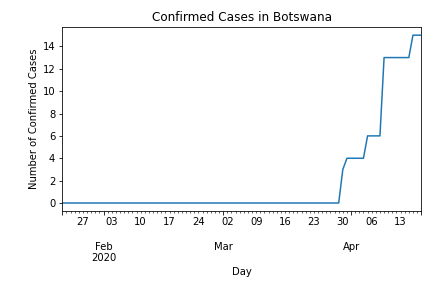 Confirmed Cases in Botswana
Number of Confirmed Cases
14
12
10
8
6
4
2
0
27 03 10 17 24 02 09 16 23 30 06 13
Feb Mar Apr
2020
Day